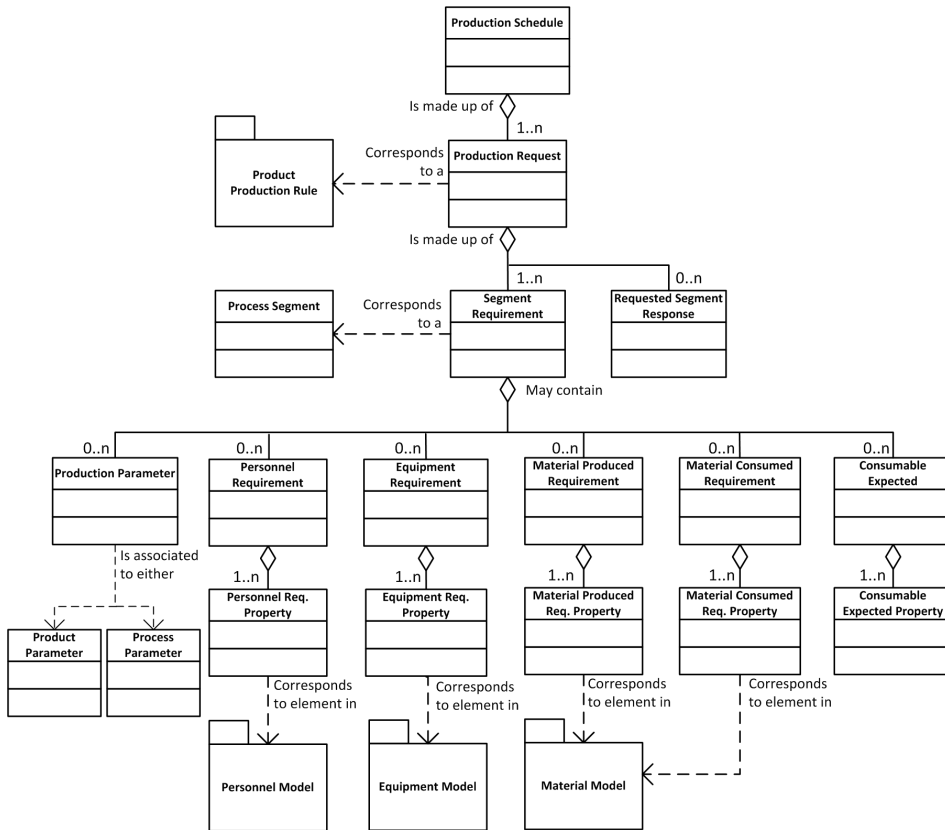 Production Schedule
Is made up of
1..n
Production Request
Corresponds
to a
Product
Production Rule
Is made up of
1..n
0..n
Process Segment
Corresponds
to a
Segment
Requirement
Requested Segment
Response
May contain
0..n
0..n
0..n
0..n
0..n
0..n
Production Parameter
Personnel
Requirement
Equipment
Requirement
Material Produced
Requirement
Material Consumed
Requirement
Consumable
Expected
Is associated
to either
1..n
1..n
1..n
1..n
1..n
Personnel Req.
Property
Equipment Req.
Property
Material Produced
Req. Property
Material Consumed
Req. Property
Consumable
Expected Property
Product
Parameter
Process
Parameter
Corresponds
to element in
Corresponds
to element in
Corresponds
to element in
Corresponds
to element in
Personnel Model
Equipment Model
Material Model